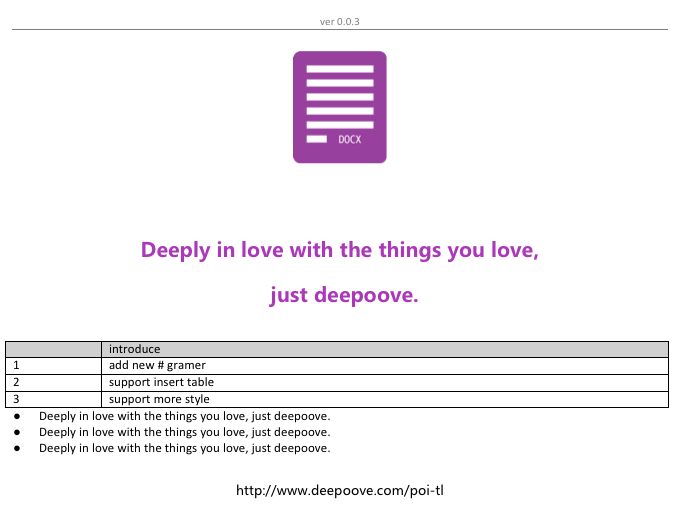 ver 0.0.3
DOCX
Deeply in love with the things you love,
just deepoove.
introduce
1 add new # gramer
2 support insert table
3 support more style
● Deeply in love with the things you love, just deepoove.
● Deeply in love with the things you love, just deepoove.
● Deeply in love with the things you love, just deepoove.
http://www.deepoove.com/poi-tl